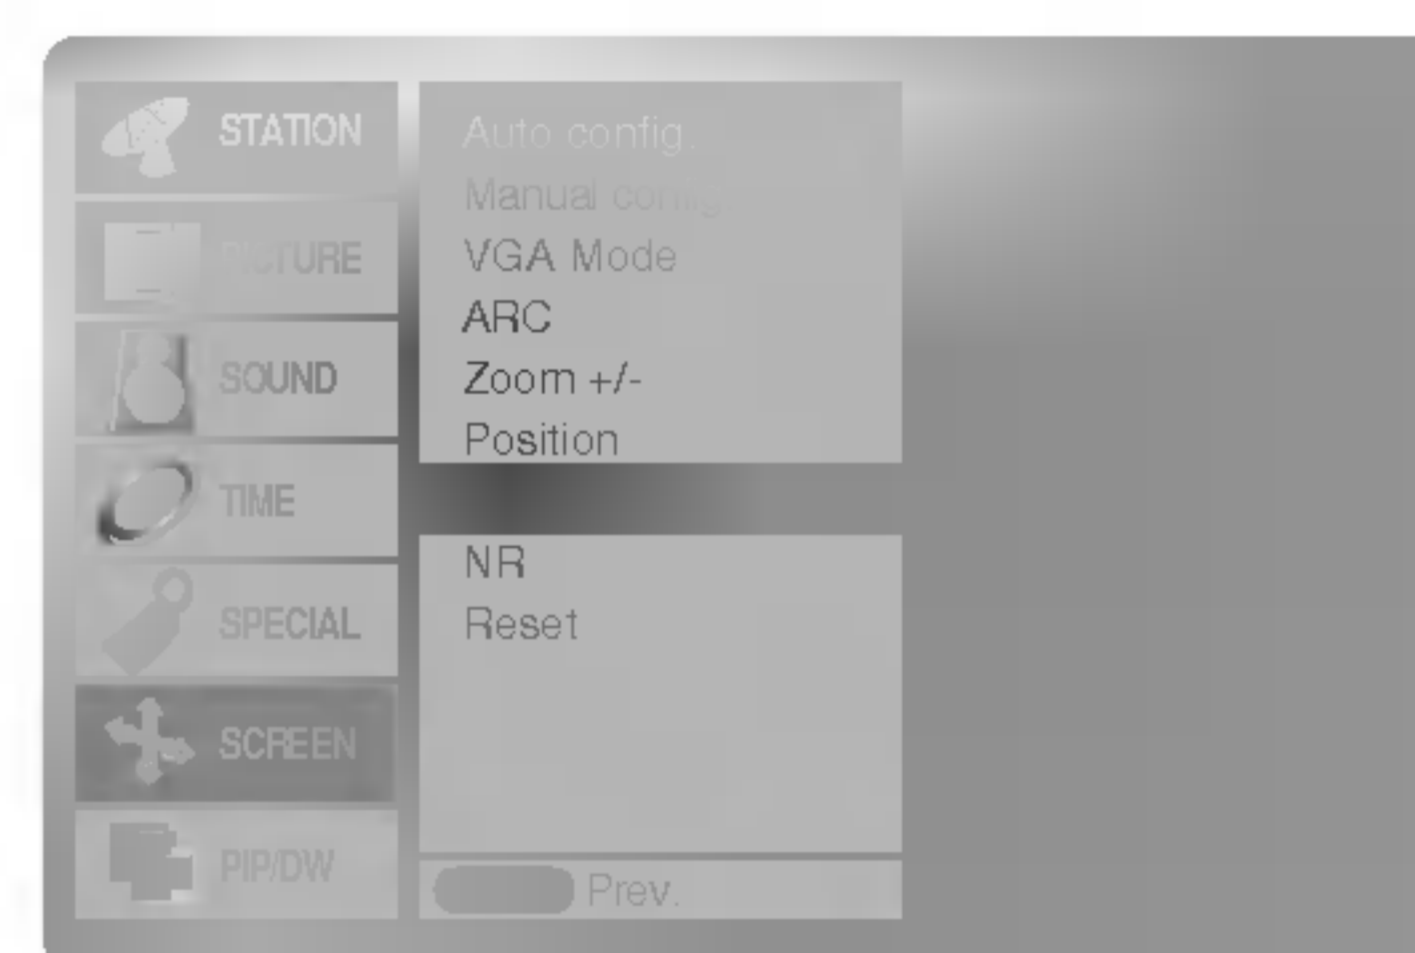 STATION
PICTURE
SOUND
TIME
SPECIAL
SCREEN
PIP/DW
Auto config.
Manual config.
VGA Mode
ARC
Zoom +/-
Position
NR
Reset
Prev.